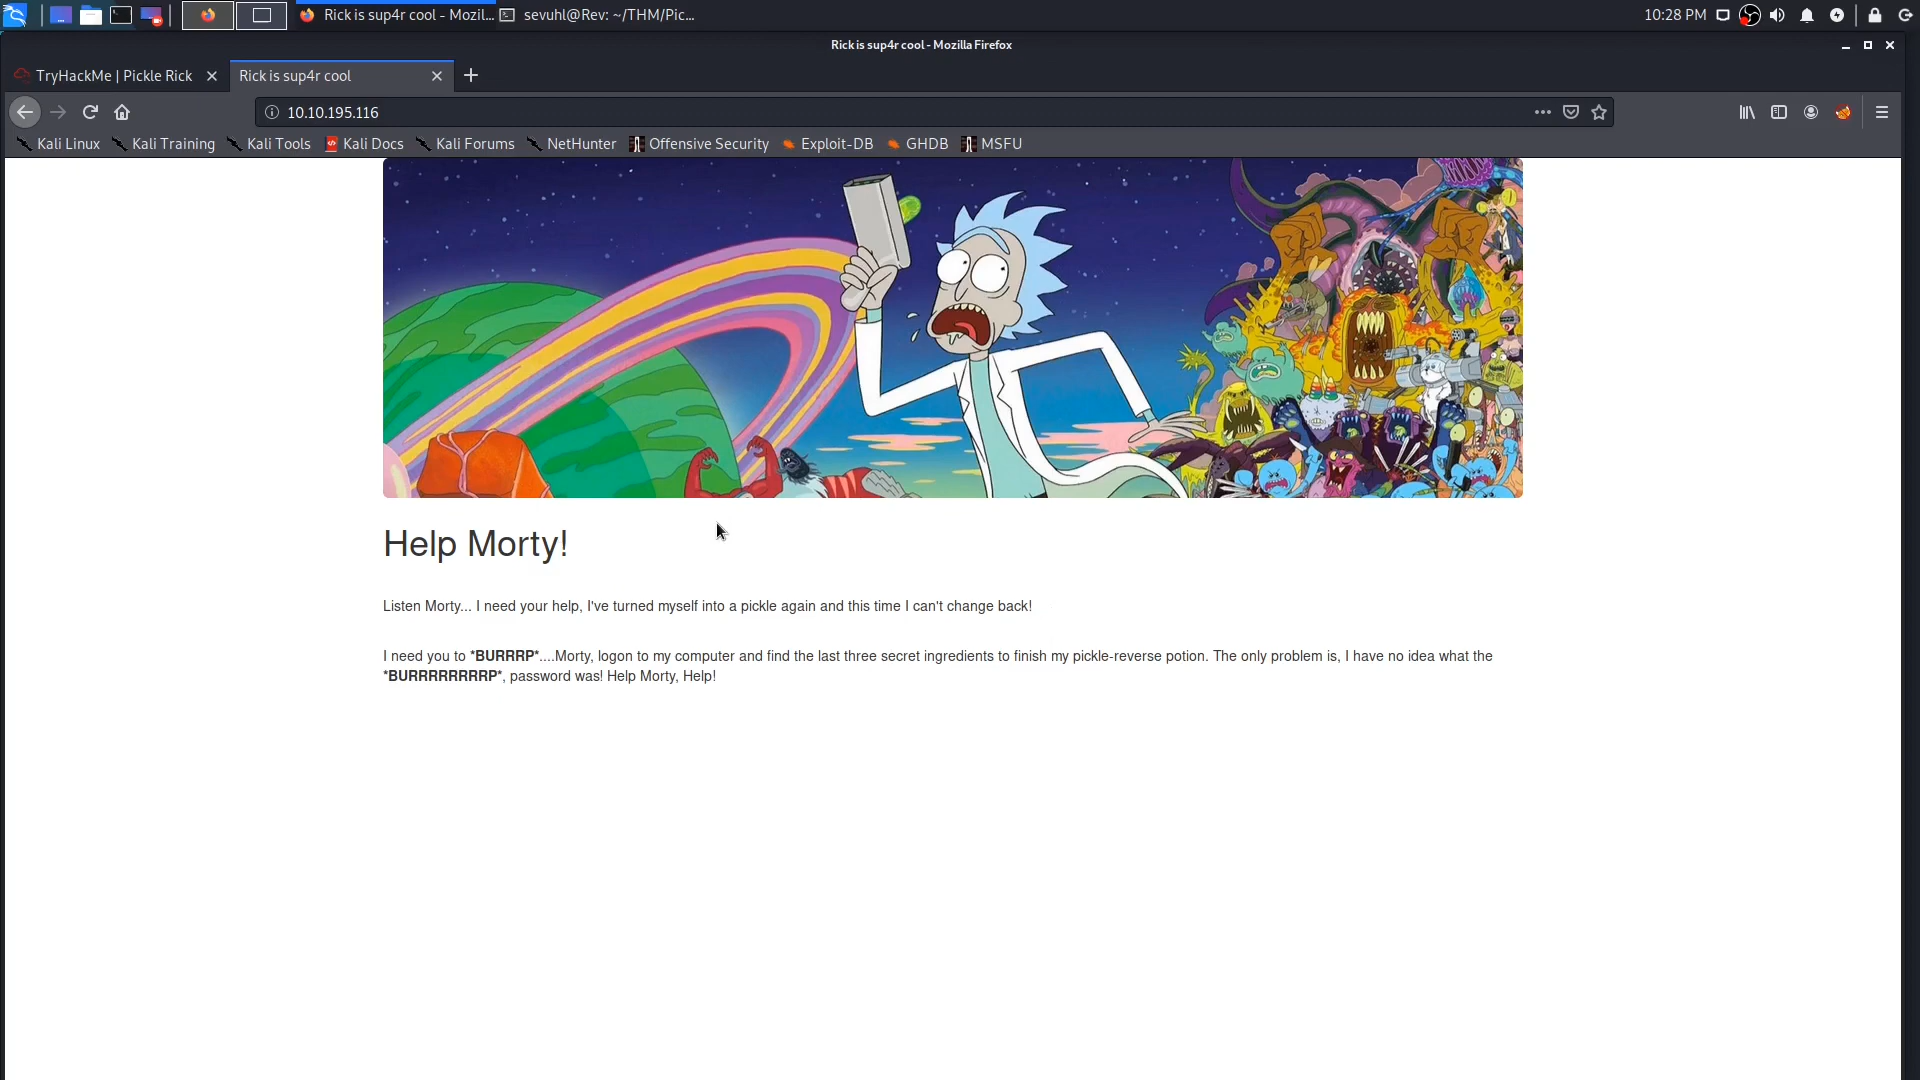 Rick is sup4r cool - Mozil... sevuhl@Rev: ~/THM/Pic... 10:28 PM
Rick is sup4r cool - Mozilla Firefox
TryHackMe | Pickle Rick Rick is sup4r cool
10.10.195.116
Kali Linux Kali Training Kali Tools Kali Docs Kali Forums NetHunter Offensive Security Exploit-DB GHDB MSFU
Help Morty!
Listen Morty... I need your help, I've turned myself into a pickle again and this time I can't change back!
I need you to *BURRRP*....Morty, logon to my computer and find the last three secret ingredients to finish my pickle-reverse potion. The only problem is, I have no idea what the
*BURRRRRRRRP*, password was! Help Morty, Help!